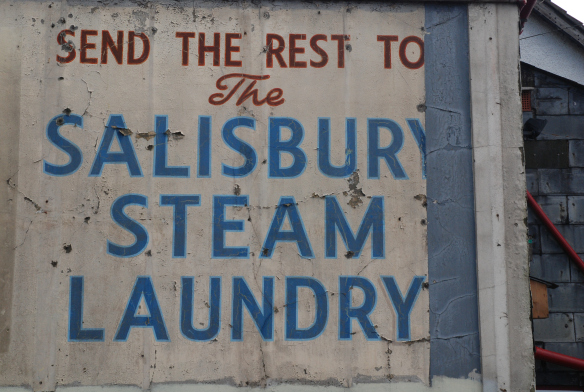 SEND THE REST TO
The
SALISBURY
STEAM
LAUNDRY